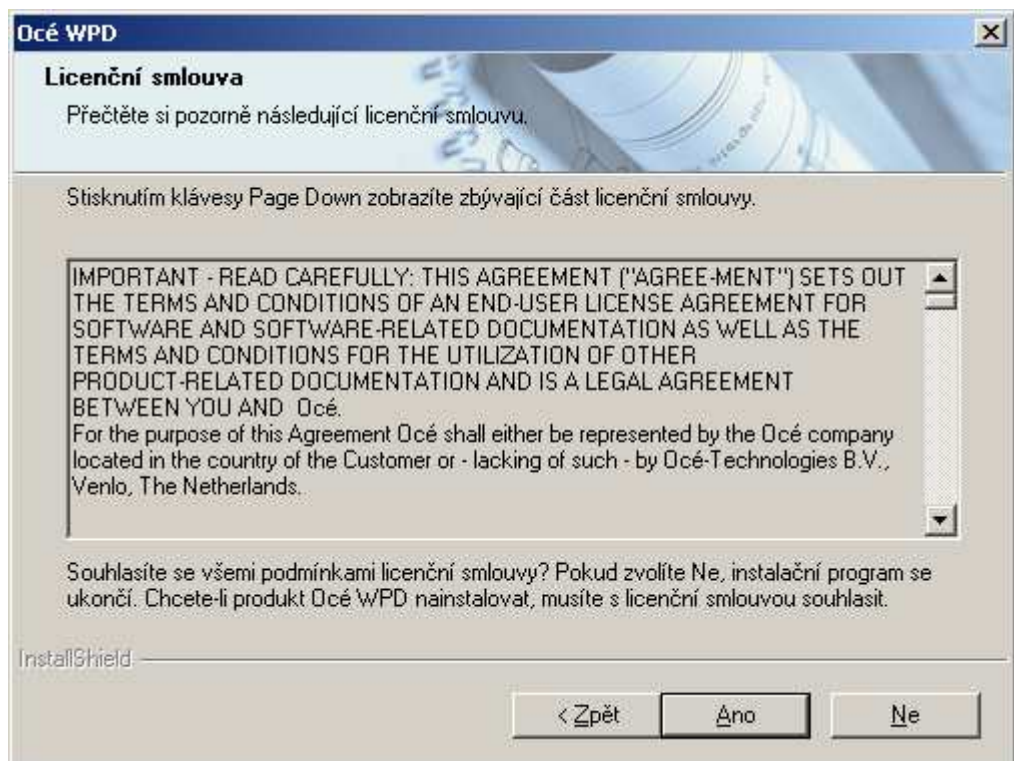 Océ WPD
Licenční smlouva
Přečtěte si pozorně následující licenční smlouvu.
Stisknutím klávesy Page Down zobrazíte zbývající část licenční smlouvy.
IMPORTANT - READ CAREFULLY: THIS AGREEMENT ("AGREE-MENT") SETS OUT
THE TERMS AND CONDITIONS OF AN END-USER LICENSE AGREEMENT FOR
SOFTWARE AND SOFTWARE-RELATED DOCUMENTATION AS WELL AS THE
TERMS AND CONDITIONS FOR THE UTILIZATION OF OTHER
PRODUCT-RELATED DOCUMENTATION AND IS A LEGAL AGREEMENT
BETWEEN YOU AND Océ.
For the purpose of this Agreement Océ shall either be represented by the Océ company
located in the country of the Customer or - lacking of such - by Océ-Technologies B.V.,
Venlo, The Netherlands.
Souhlasíte se všemi podmínkami licenční smlouvy? Pokud zvolíte Ne, instalační program se
ukončí. Chcete-li produkt Océ WPD nainstalovat, musíte s licenční smlouvou souhlasit.
InstallShield
< Zpět
Ano
Ne